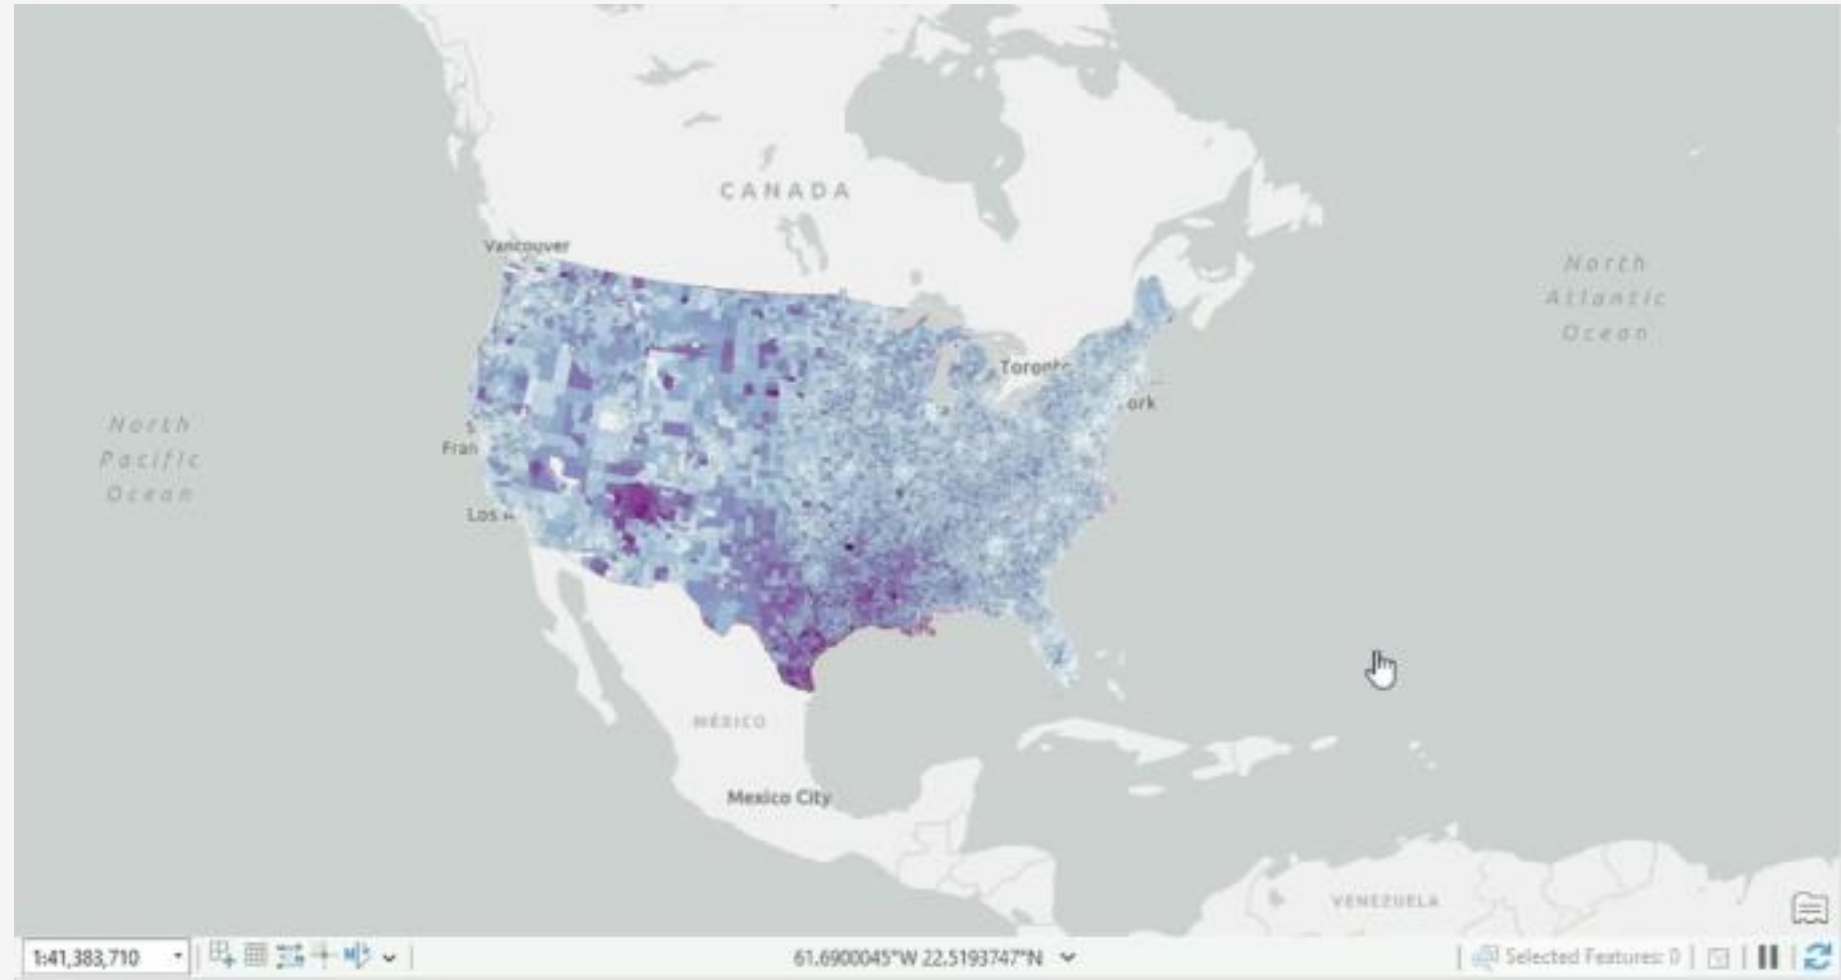 CANADA
Vancouver
North
Atlantic
Ocean
Toronto
ork
North
Pacific
Ocean
S
Fran
Los A
MÉXICO
Mexico City
VENEZUELA
1:41,383,710
61.6900045°W 22.5193747°N
Selected Features: 0